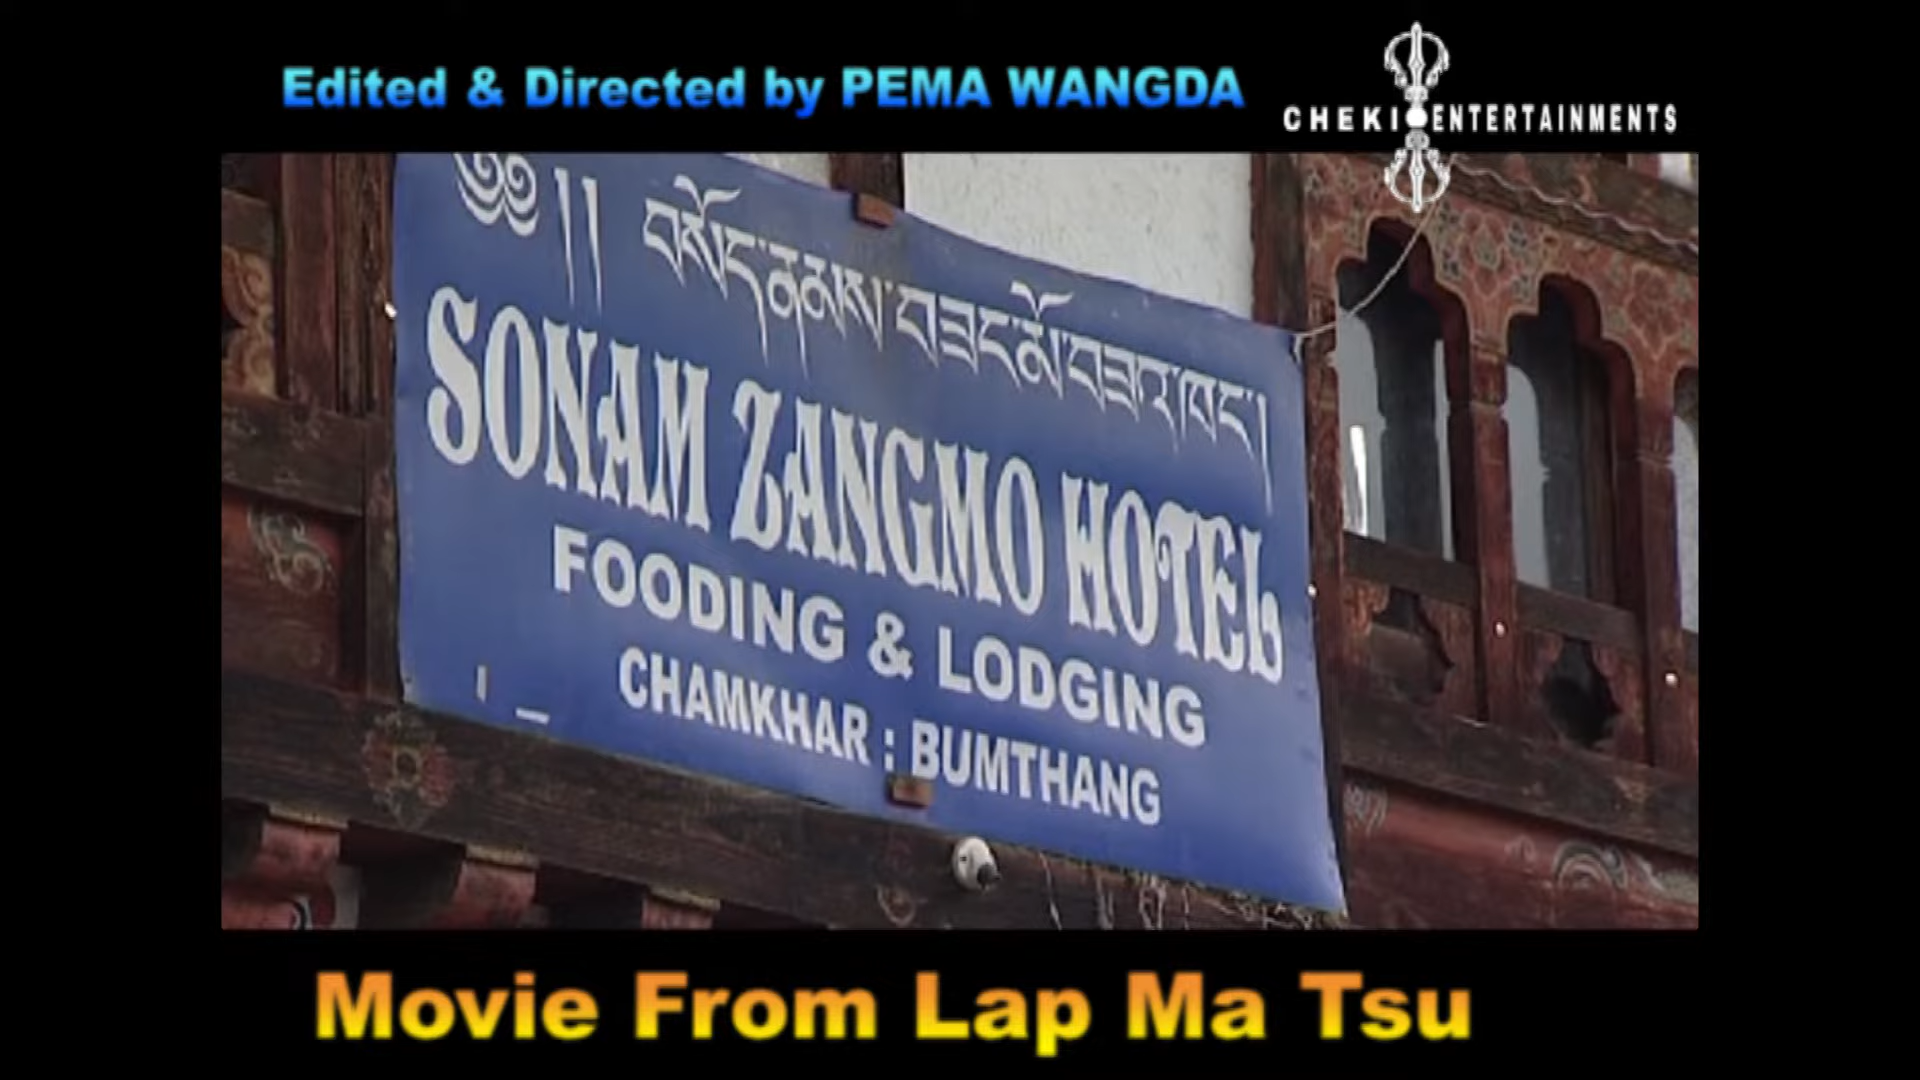 Edited & Directed by PEMA WANGDA
CHEKI ENTERTAINMENTS
༄༅།། བསོད་ནམས་བཟང་མོ་བཟའ་ཁང་།
SONAM ZANGMO HOTEL
FOODING & LODGING
CHAMKHAR : BUMTHANG
Movie From Lap Ma Tsu